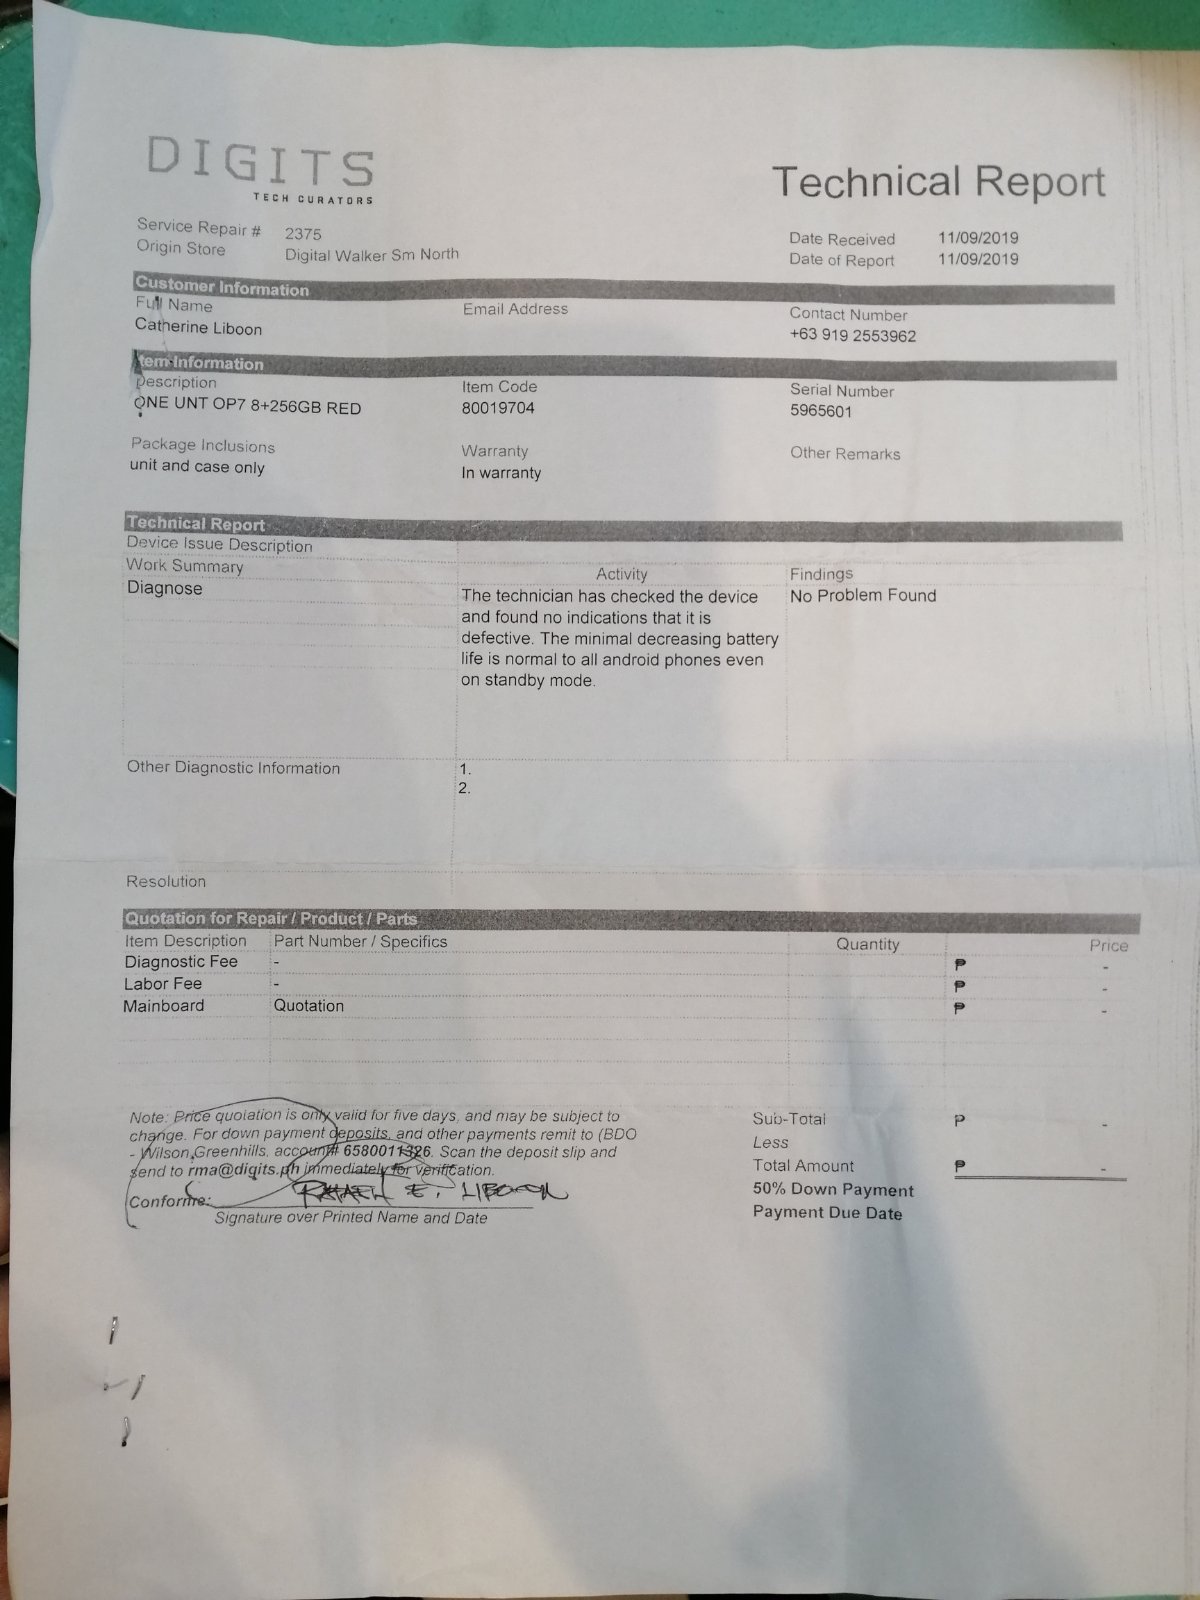 DIGITS
TECH CURATORS
Technical Report
Service Repair # 2375
Origin Store Digital Walker Sm North
Date Received 11/09/2019
Date of Report 11/09/2019
Customer Information
Full Name Email Address Contact Number
Catherine Liboon +63 919 2553962
Item Information
Description Item Code Serial Number
ONE UNT OP7 8+256GB RED 80019704 5965601
Package Inclusions Warranty Other Remarks
unit and case only In warranty
Technical Report
Device Issue Description
Work Summary Activity Findings
Diagnose The technician has checked the device No Problem Found
and found no indications that it is
defective. The minimal decreasing battery
life is normal to all android phones even
on standby mode.
Other Diagnostic Information 1.
2.
Resolution
Quotation for Repair / Product / Parts
Item Description Part Number / Specifics Quantity Price
Diagnostic Fee - ₱ -
Labor Fee - ₱ -
Mainboard Quotation ₱ -
Note: Price quotation is only valid for five days, and may be subject to
change. For down payment deposits, and other payments remit to (BDO
- Wilson,Greenhills, account# 6580011326. Scan the deposit slip and
send to rma@digits.ph immediately for verification.
Conforme: RAFAEL E. LIBOON
Signature over Printed Name and Date
Sub-Total ₱ -
Less
Total Amount ₱ -
50% Down Payment
Payment Due Date